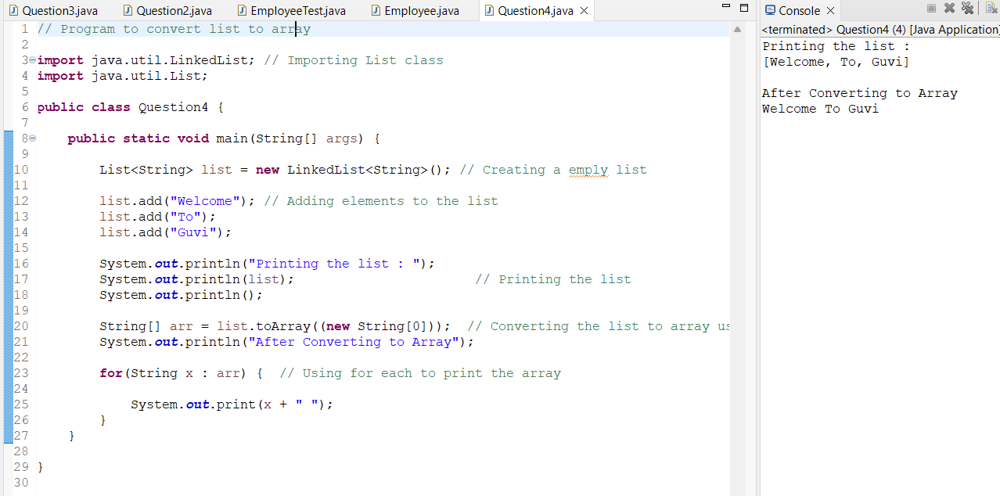 Question3.java Question2.java EmployeeTest.java Employee.java Question4.java
1 // Program to convert list to array
2
3 import java.util.LinkedList; // Importing List class
4 import java.util.List;
5
6 public class Question4 {
7
8 public static void main(String[] args) {
9
10 List<String> list = new LinkedList<String>(); // Creating a emply list
11
12 list.add("Welcome"); // Adding elements to the list
13 list.add("To");
14 list.add("Guvi");
15
16 System.out.println("Printing the list : ");
17 System.out.println(list); // Printing the list
18 System.out.println();
19
20 String[] arr = list.toArray((new String[0])); // Converting the list to array us
21 System.out.println("After Converting to Array");
22
23 for(String x : arr) { // Using for each to print the array
24
25 System.out.print(x + " ");
26 }
27 }
28
29 }
30
Console
<terminated> Question4 (4) [Java Application]
Printing the list :
[Welcome, To, Guvi]

After Converting to Array
Welcome To Guvi